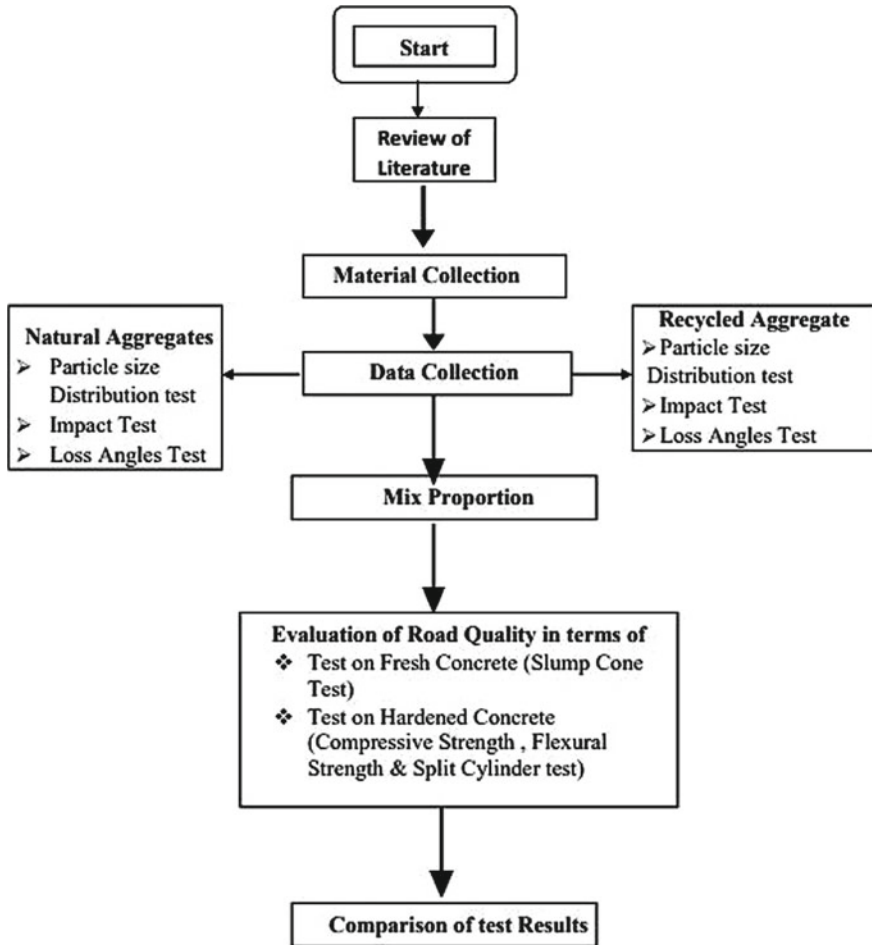 Start
Review of
Literature
Material Collection
Natural Aggregates
➢ Particle size
Distribution test
➢ Impact Test
➢ Loss Angles Test
Data Collection
Recycled Aggregate
➢Particle size
Distribution test
➢Impact Test
➢Loss Angles Test
Mix Proportion
Evaluation of Road Quality in terms of
❖ Test on Fresh Concrete (Slump Cone
Test)
❖ Test on Hardened Concrete
(Compressive Strength , Flexural
Strength & Split Cylinder test)
Comparison of test Results